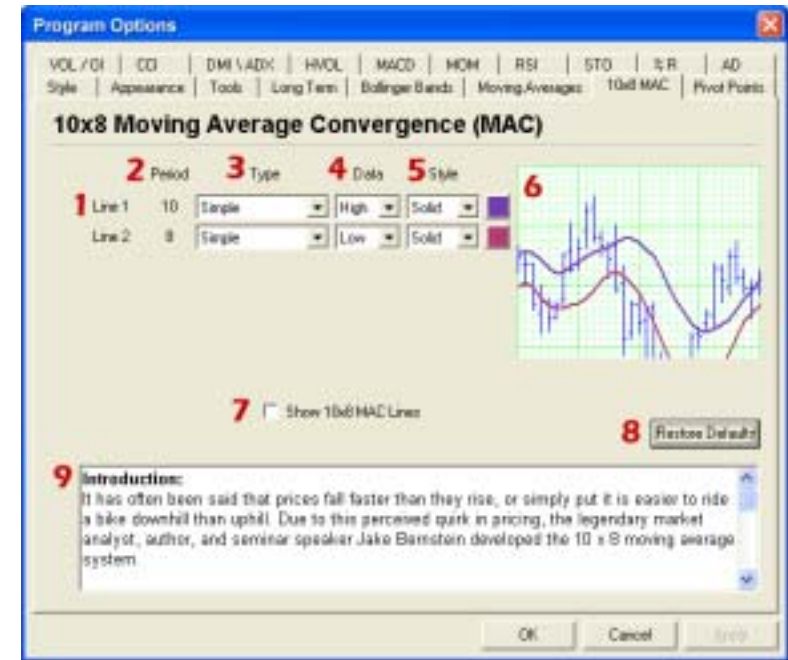 Program Options
VOL / OI CCI DMI \ ADX HVOL MACD MOM RSI STO % R AD
Style Appearance Tools Long Term Bollinger Bands Moving Averages 10x8 MAC Pivot Points
10x8 Moving Average Convergence (MAC)
2 Period 3 Type 4 Data 5 Style 6
1 Line 1 10 Simple High Solid
Line 2 8 Simple Low Solid
7 Show 10x8 MAC Lines
8 Restore Defaults
9 Introduction:
It has often been said that prices fall faster than they rise, or simply put it is easier to ride
a bike downhill than uphill. Due to this perceived quirk in pricing, the legendary market
analyst, author, and seminar speaker Jake Bernstein developed the 10 x 8 moving average
system
OK Cancel Apply